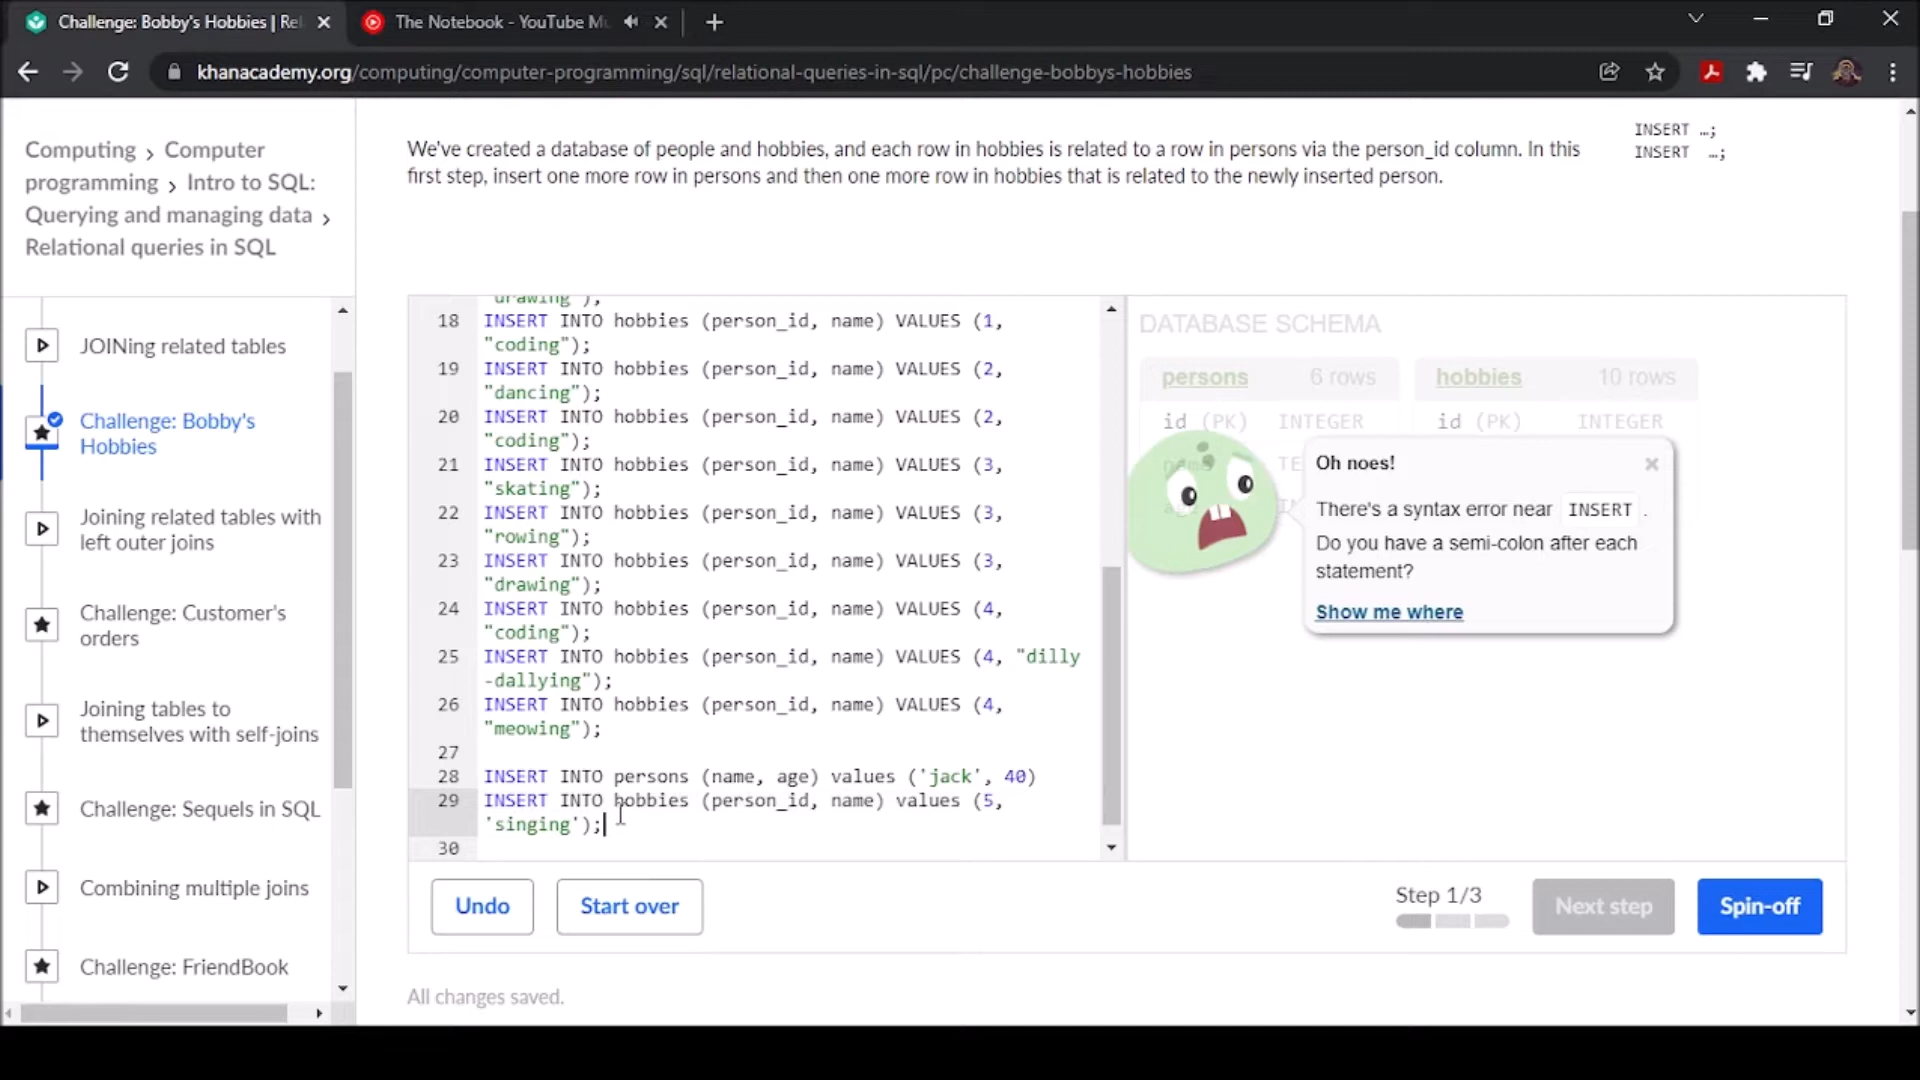 Challenge: Bobby's Hobbies | Rel
The Notebook - YouTube Mu
khanacademy.org/computing/computer-programming/sql/relational-queries-in-sql/pc/challenge-bobbys-hobbies
Computing > Computer
programming > Intro to SQL:
Querying and managing data >
Relational queries in SQL
JOINing related tables
Challenge: Bobby's
Hobbies
Joining related tables with
left outer joins
Challenge: Customer's
orders
Joining tables to
themselves with self-joins
Challenge: Sequels in SQL
Combining multiple joins
Challenge: FriendBook
We've created a database of people and hobbies, and each row in hobbies is related to a row in persons via the person_id column. In this
first step, insert one more row in persons and then one more row in hobbies that is related to the newly inserted person.
INSERT …;
INSERT  …;
"drawing");
18 INSERT INTO hobbies (person_id, name) VALUES (1,
"coding");
19 INSERT INTO hobbies (person_id, name) VALUES (2,
"dancing");
20 INSERT INTO hobbies (person_id, name) VALUES (2,
"coding");
21 INSERT INTO hobbies (person_id, name) VALUES (3,
"skating");
22 INSERT INTO hobbies (person_id, name) VALUES (3,
"rowing");
23 INSERT INTO hobbies (person_id, name) VALUES (3,
"drawing");
24 INSERT INTO hobbies (person_id, name) VALUES (4,
"coding");
25 INSERT INTO hobbies (person_id, name) VALUES (4, "dilly
-dallying");
26 INSERT INTO hobbies (person_id, name) VALUES (4,
"meowing");
27
28 INSERT INTO persons (name, age) values ('jack', 40)
29 INSERT INTO hobbies (person_id, name) values (5,
'singing');
30
DATABASE SCHEMA
persons 6 rows
id (PK) INTEGER
hobbies 10 rows
id (PK) INTEGER
Oh noes!
There's a syntax error near INSERT .
Do you have a semi-colon after each
statement?
Show me where
Undo
Start over
Step 1/3
Next step
Spin-off
All changes saved.